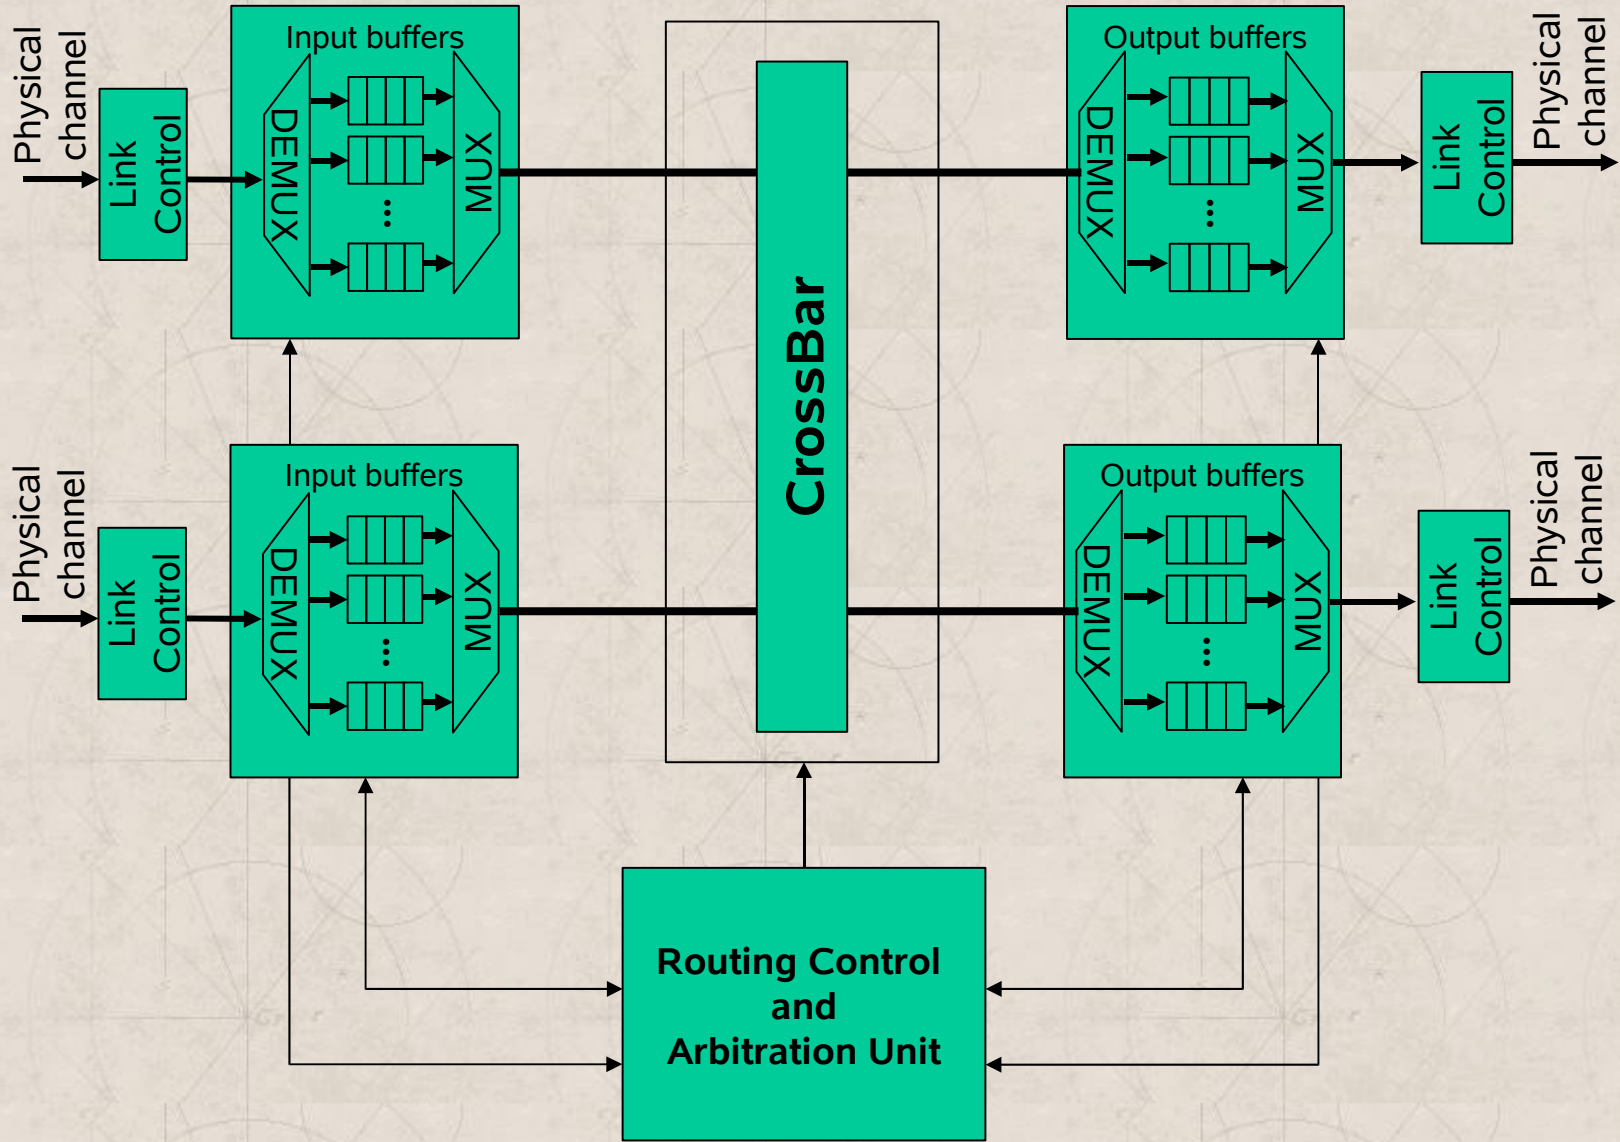 Physical
channel
Link
Control
Input buffers
DEMUX
...
MUX
Output buffers
DEMUX
...
MUX
Link
Control
Physical
channel
CrossBar
Physical
channel
Link
Control
Input buffers
DEMUX
...
MUX
Output buffers
DEMUX
...
MUX
Link
Control
Physical
channel
Routing Control
and
Arbitration Unit